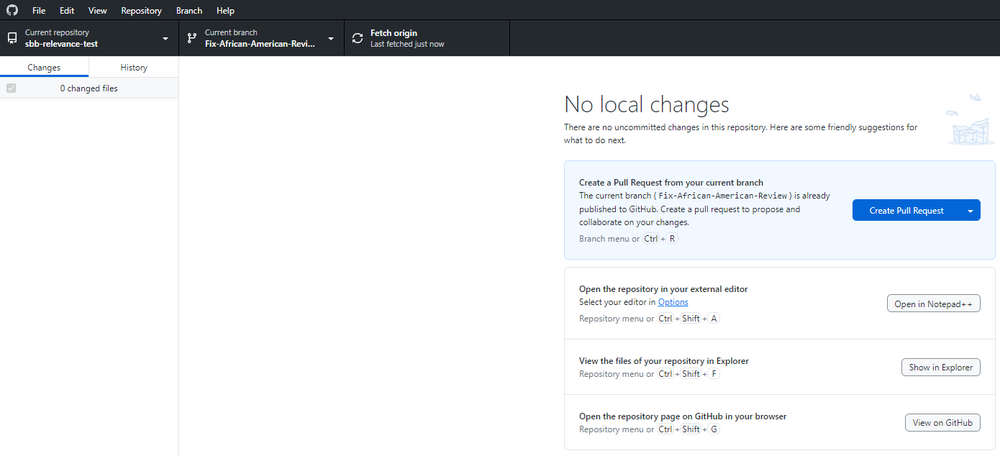 File Edit View Repository Branch Help
Current repository
sbb-relevance-test
Current branch
Fix-African-American-Revi...
Fetch origin
Last fetched just now
Changes
History
0 changed files
No local changes
There are no uncommitted changes in this repository. Here are some friendly suggestions for
what to do next.
Create a Pull Request from your current branch
The current branch ( Fix-African-American-Review ) is already
published to GitHub. Create a pull request to propose and
collaborate on your changes.
Branch menu or Ctrl + R
Create Pull Request
Open the repository in your external editor
Select your editor in Options
Repository menu or Ctrl + Shift + A
Open in Notepad++
View the files of your repository in Explorer
Repository menu or Ctrl + Shift + F
Show in Explorer
Open the repository page on GitHub in your browser
Repository menu or Ctrl + Shift + G
View on GitHub